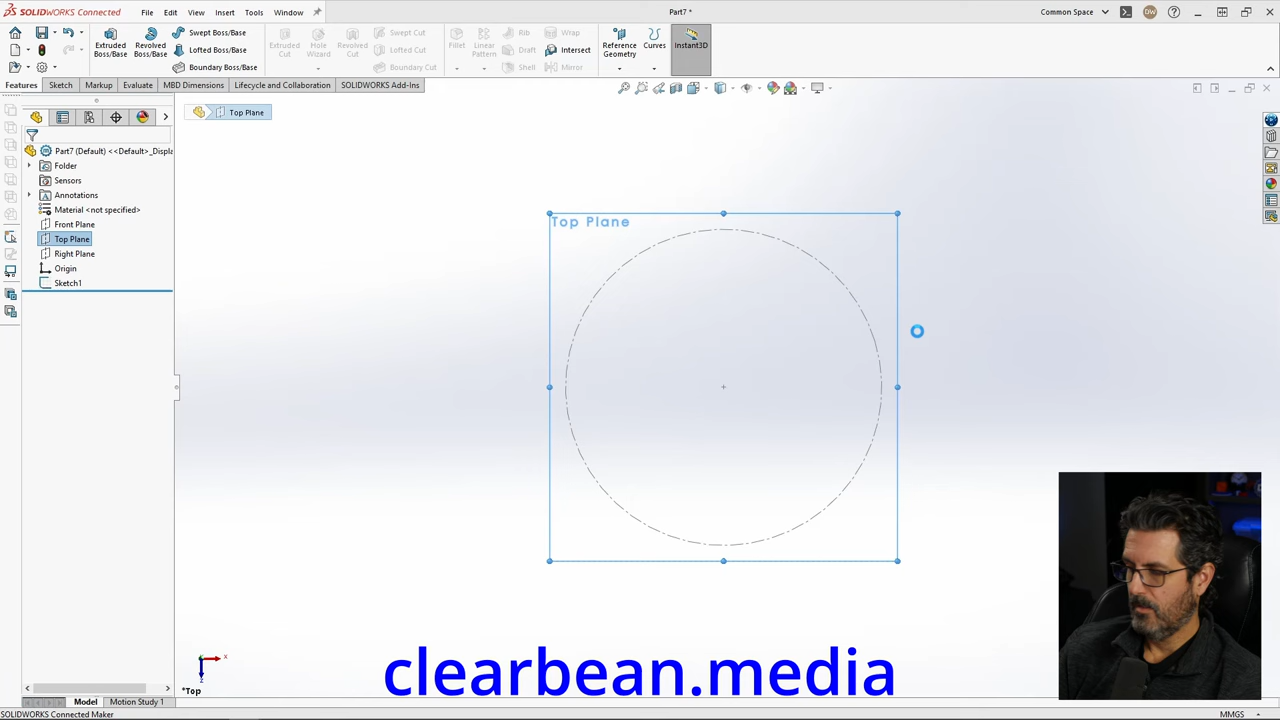 SOLIDWORKS CONNECTED
File
Edit
View
Insert
Tools
Window
Part7 *
Common Space
DW
Extruded Boss/Base
Revolved Boss/Base
Swept Boss/Base
Lofted Boss/Base
Boundary Boss/Base
Extruded Cut
Hole Wizard
Revolved Cut
Swept Cut
Lofted Cut
Boundary Cut
Fillet
Linear Pattern
Rib
Draft
Shell
Wrap
Intersect
Mirror
Reference Geometry
Curves
Instant3D
Features
Sketch
Markup
Evaluate
MBD Dimensions
Lifecycle and Collaboration
SOLIDWORKS Add-Ins
Top Plane
Part7 (Default) <<Default>_Displa
Folder
Sensors
Annotations
Material <not specified>
Front Plane
Top Plane
Right Plane
Origin
Sketch1
Top Plane
x
z
*Top
clearbean.media
Model
Motion Study 1
SOLIDWORKS Connected Maker
MMGS